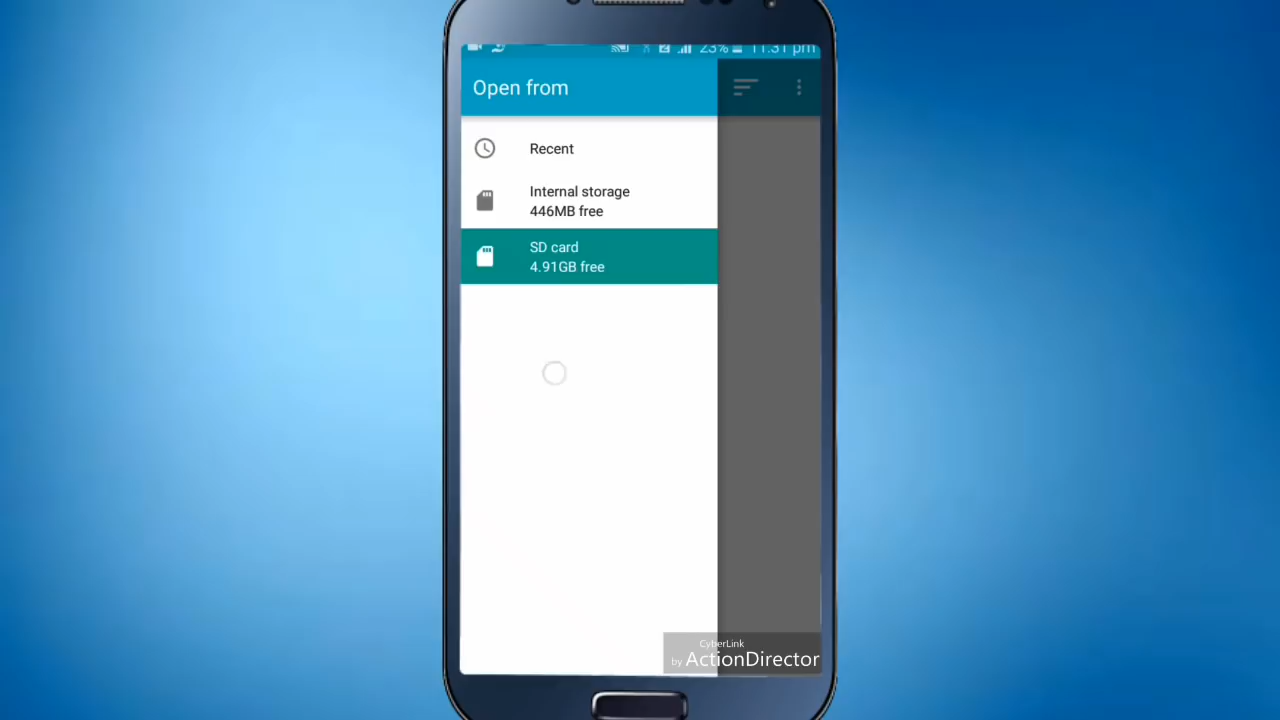 23% 11:31 pm
Open from
Recent
Internal storage
446MB free
SD card
4.91GB free
CyberLink
by ActionDirector